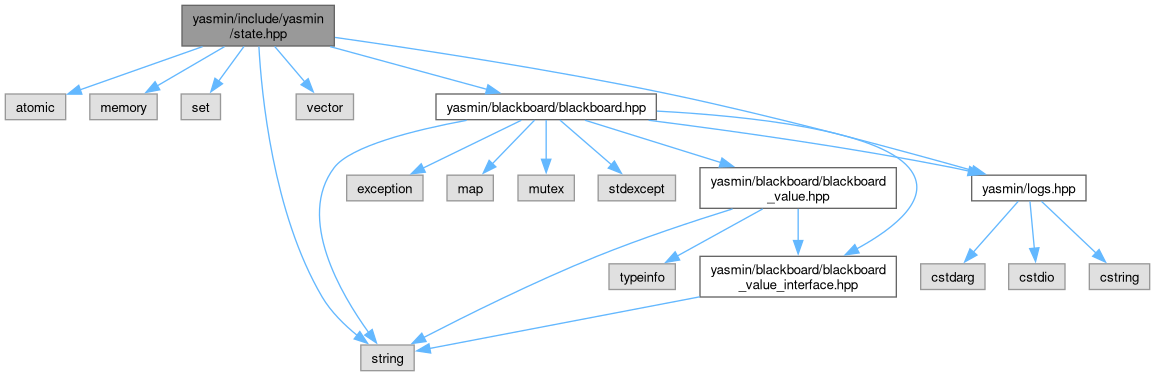 yasmin/include/yasmin
/state.hpp
atomic
memory
set
vector
yasmin/blackboard/blackboard.hpp
exception
map
mutex
stdexcept
yasmin/blackboard/blackboard
_value.hpp
yasmin/logs.hpp
typeinfo
yasmin/blackboard/blackboard
_value_interface.hpp
cstdarg
cstdio
cstring
string